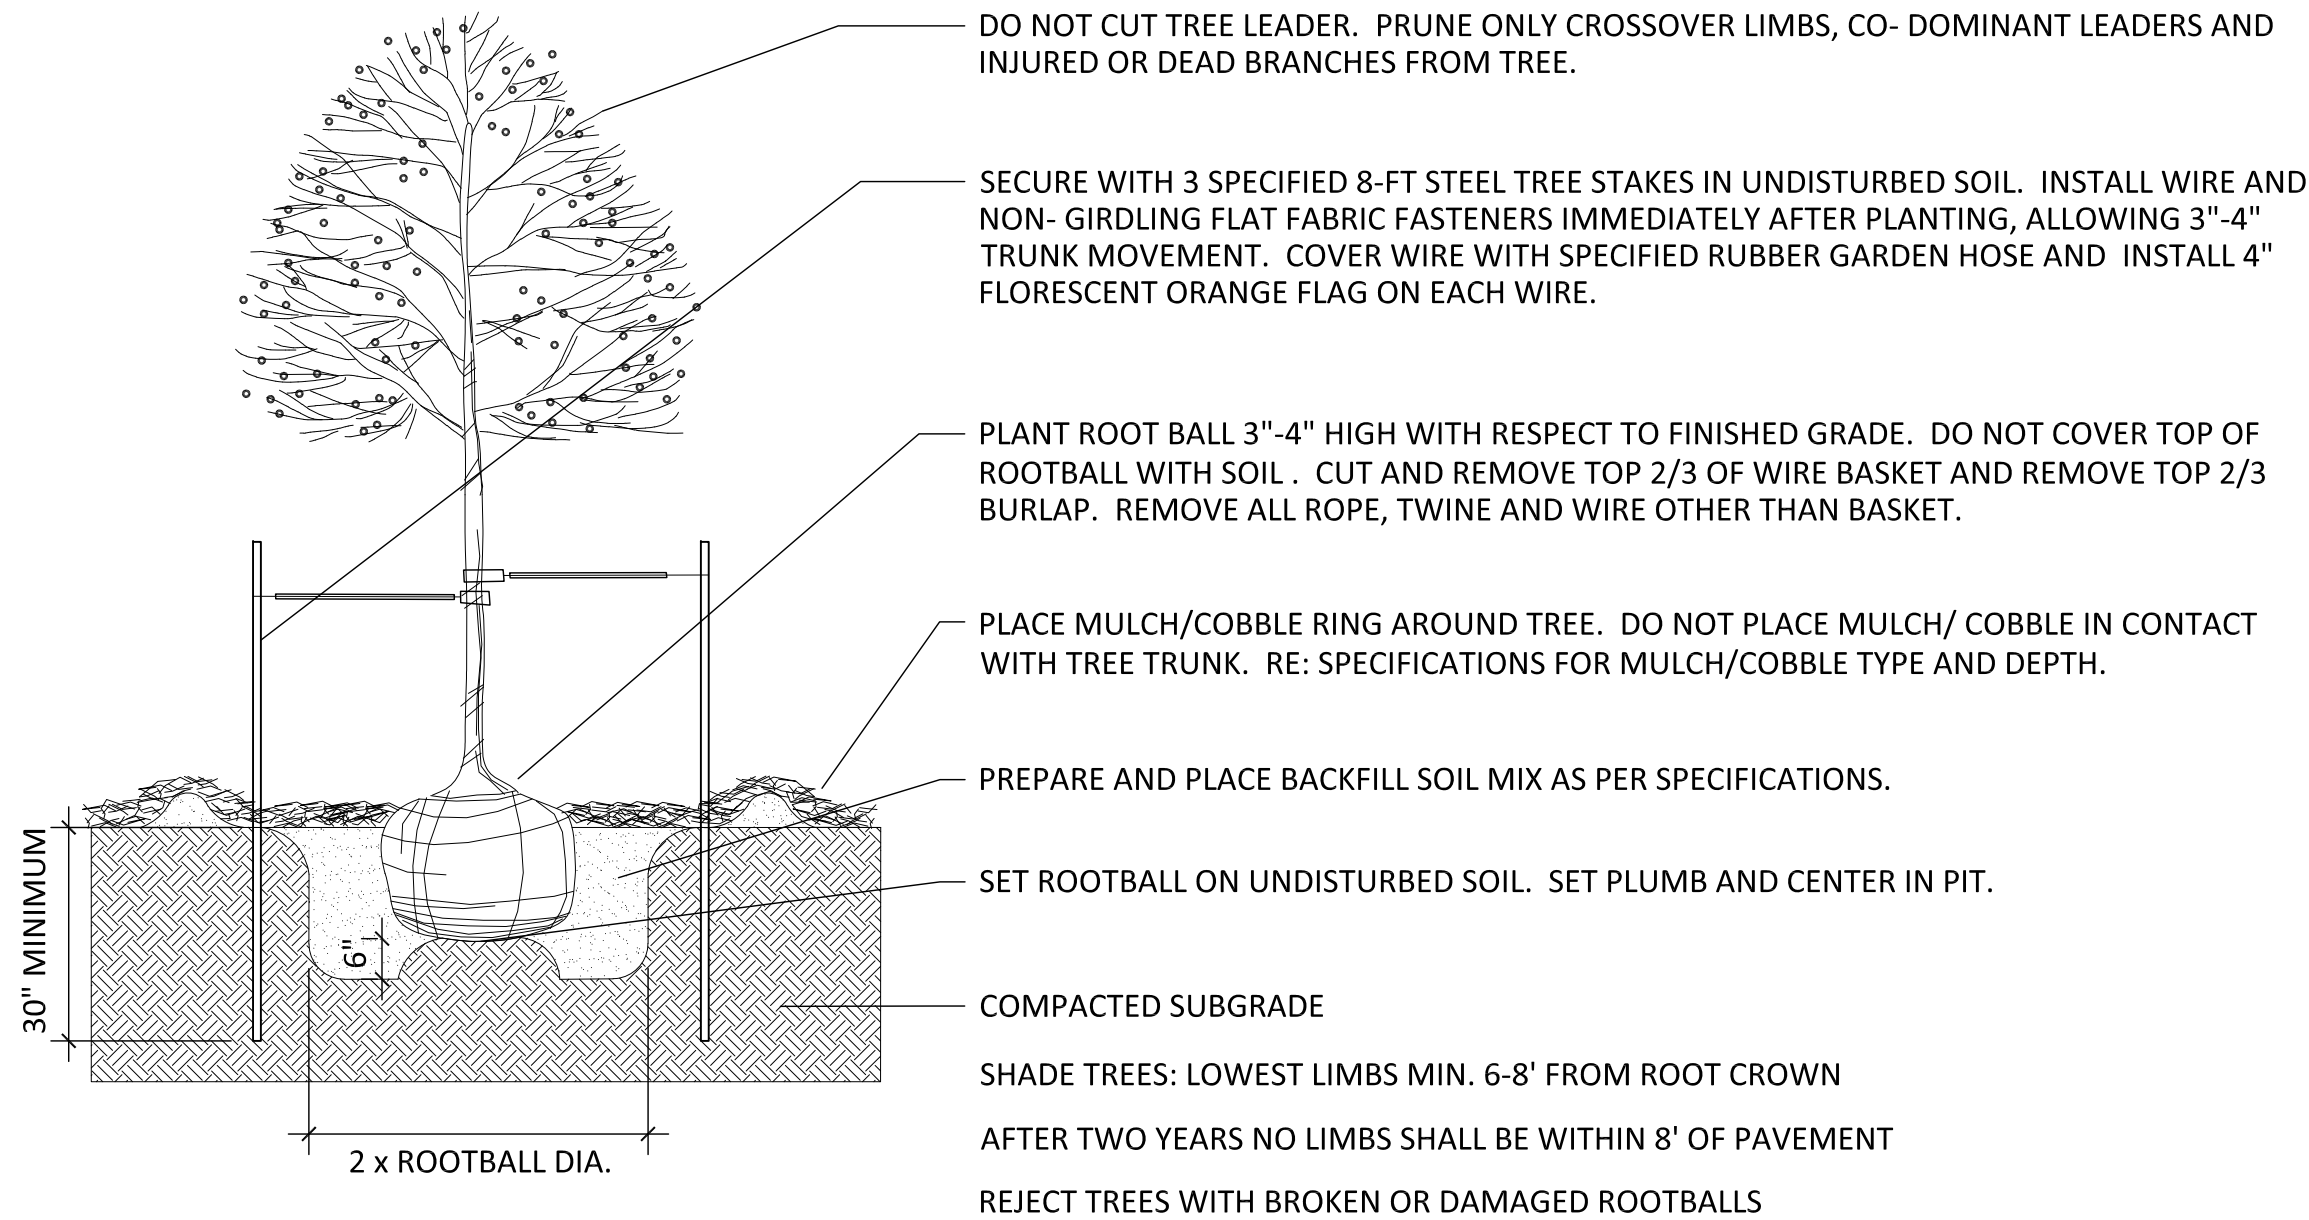 DO NOT CUT TREE LEADER. PRUNE ONLY CROSSOVER LIMBS, CO- DOMINANT LEADERS AND
INJURED OR DEAD BRANCHES FROM TREE.
SECURE WITH 3 SPECIFIED 8-FT STEEL TREE STAKES IN UNDISTURBED SOIL. INSTALL WIRE AND
NON- GIRDLING FLAT FABRIC FASTENERS IMMEDIATELY AFTER PLANTING, ALLOWING 3"-4"
TRUNK MOVEMENT. COVER WIRE WITH SPECIFIED RUBBER GARDEN HOSE AND INSTALL 4"
FLORESCENT ORANGE FLAG ON EACH WIRE.
PLANT ROOT BALL 3"-4" HIGH WITH RESPECT TO FINISHED GRADE. DO NOT COVER TOP OF
ROOTBALL WITH SOIL . CUT AND REMOVE TOP 2/3 OF WIRE BASKET AND REMOVE TOP 2/3
BURLAP. REMOVE ALL ROPE, TWINE AND WIRE OTHER THAN BASKET.
PLACE MULCH/COBBLE RING AROUND TREE. DO NOT PLACE MULCH/ COBBLE IN CONTACT
WITH TREE TRUNK. RE: SPECIFICATIONS FOR MULCH/COBBLE TYPE AND DEPTH.
PREPARE AND PLACE BACKFILL SOIL MIX AS PER SPECIFICATIONS.
SET ROOTBALL ON UNDISTURBED SOIL. SET PLUMB AND CENTER IN PIT.
COMPACTED SUBGRADE
SHADE TREES: LOWEST LIMBS MIN. 6-8' FROM ROOT CROWN
AFTER TWO YEARS NO LIMBS SHALL BE WITHIN 8' OF PAVEMENT
REJECT TREES WITH BROKEN OR DAMAGED ROOTBALLS
30" MINIMUM
6"
2 x ROOTBALL DIA.